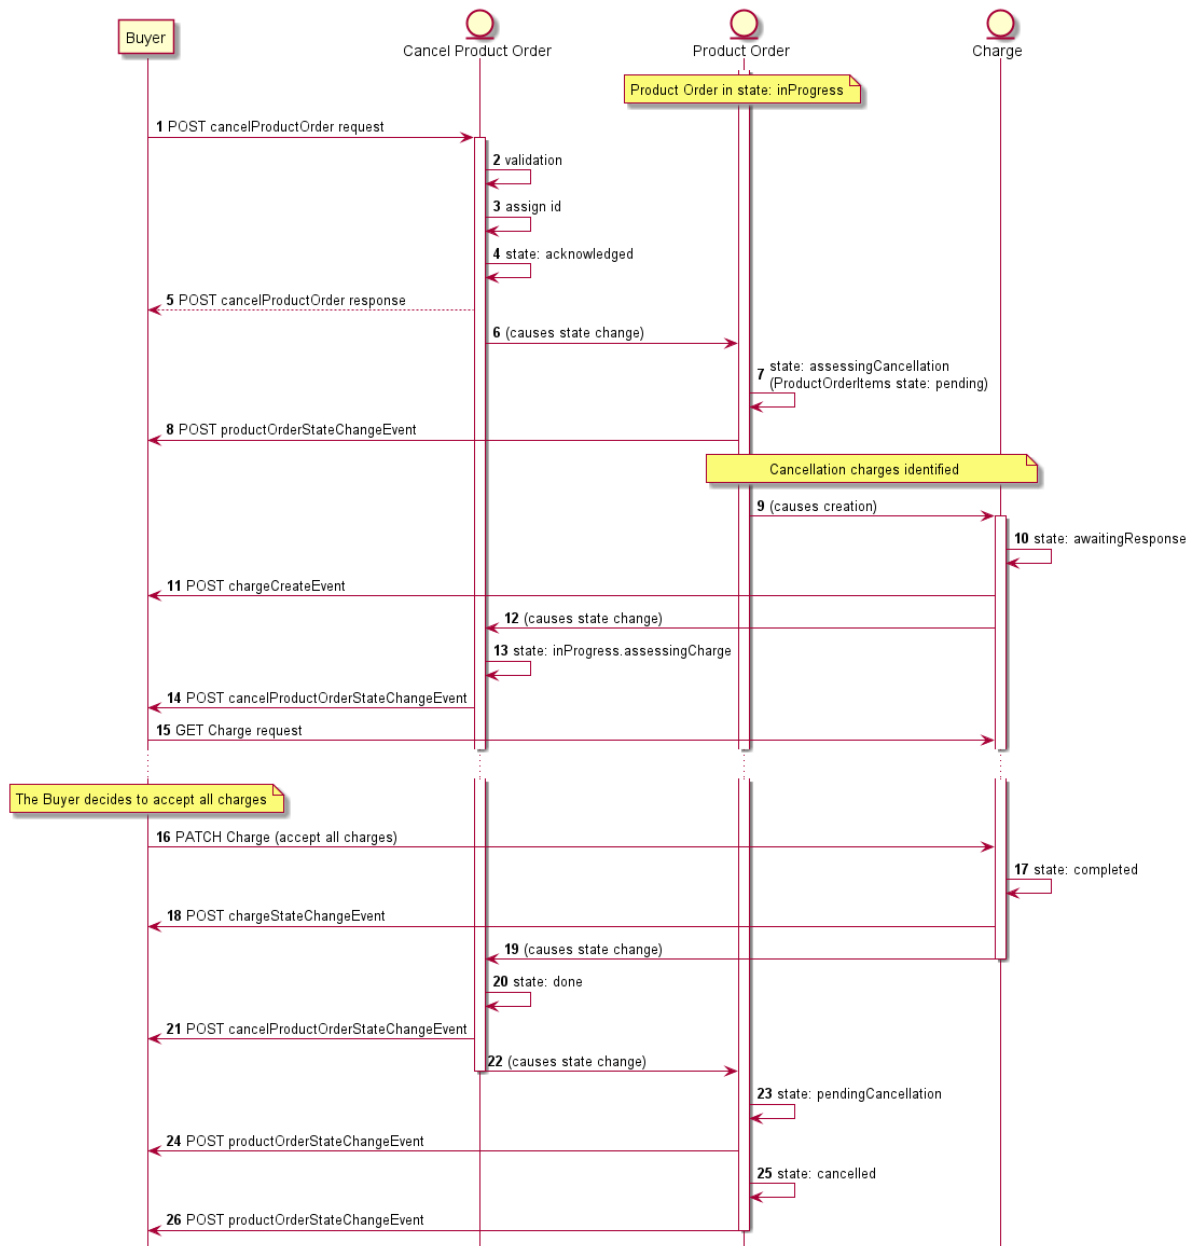 Buyer
Cancel Product Order
Product Order
Charge
Product Order in state: inProgress
1 POST cancelProductOrder request
2 validation
3 assign id
4 state: acknowledged
5 POST cancelProductOrder response
6 (causes state change)
7 state: assessingCancellation
(ProductOrderItems state: pending)
8 POST productOrderStateChangeEvent
Cancellation charges identified
9 (causes creation)
10 state: awaitingResponse
11 POST chargeCreateEvent
12 (causes state change)
13 state: inProgress.assessingCharge
14 POST cancelProductOrderStateChangeEvent
15 GET Charge request
The Buyer decides to accept all charges
16 PATCH Charge (accept all charges)
17 state: completed
18 POST chargeStateChangeEvent
19 (causes state change)
20 state: done
21 POST cancelProductOrderStateChangeEvent
22 (causes state change)
23 state: pendingCancellation
24 POST productOrderStateChangeEvent
25 state: cancelled
26 POST productOrderStateChangeEvent